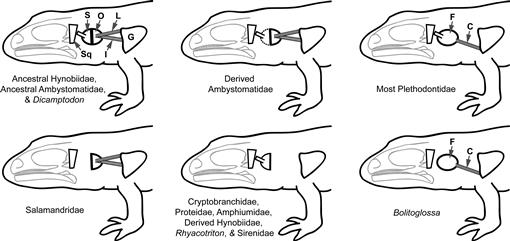 S O L
G
Sq I
Ancestral Hynobiidae,
Ancestral Ambystomatidae,
& Dicamptodon
Derived
Ambystomatidae
F
C
Most Plethodontidae
Salamandridae
Cryptobranchidae,
Proteidae, Amphiumidae,
Derived Hynobiidae,
Rhyacotriton, & Sirenidae
F
C
Bolitoglossa